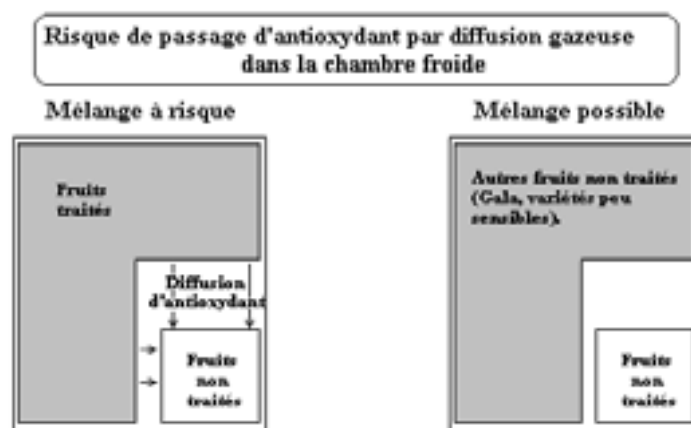 Risque de passage d'antioxydant par diffusion gazeuse
dans la chambre froide
Mélange à risque
Mélange possible
Fruits
traités
Diffusion
d'antioxydant
Fruits
non
traités
Autres fruits non traités
(Gala, variétés peu
sensibles).
Fruits
non
traités